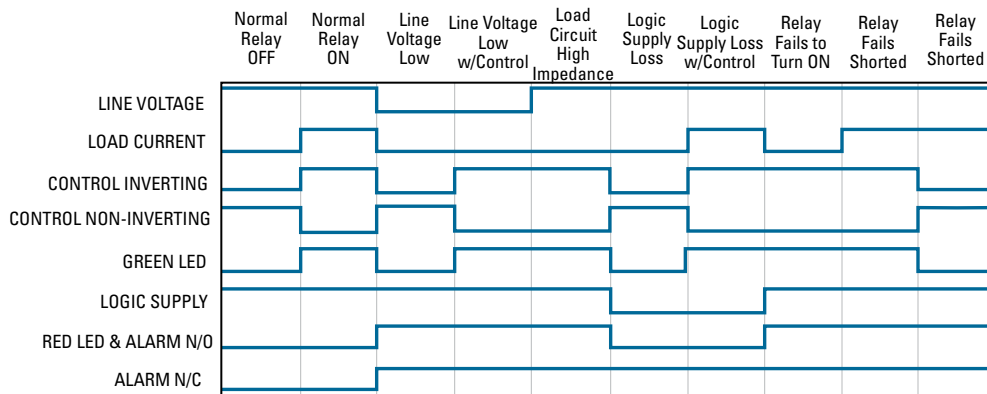 Normal
Relay
OFF
Normal
Relay
ON
Line
Voltage
Low
Line Voltage
Low
w/Control
Load
Circuit
High
Impedance
Logic
Supply
Loss
Logic
Supply Loss
w/Control
Relay
Fails to
Turn ON
Relay
Fails
Shorted
Relay
Fails
Shorted
LINE VOLTAGE
LOAD CURRENT
CONTROL INVERTING
CONTROL NON-INVERTING
GREEN LED
LOGIC SUPPLY
RED LED & ALARM N/O
ALARM N/C